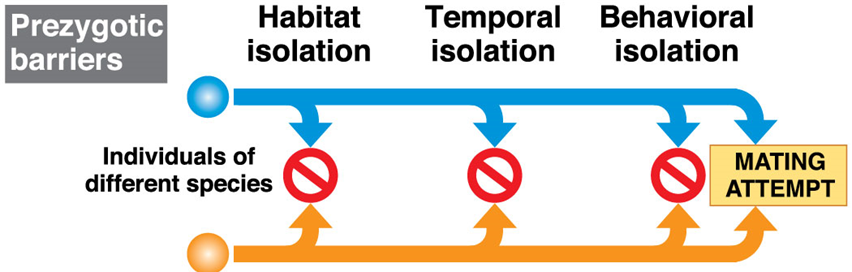 Prezygotic
barriers
Habitat
isolation
Temporal
isolation
Behavioral
isolation
Individuals of
different species
MATING
ATTEMPT